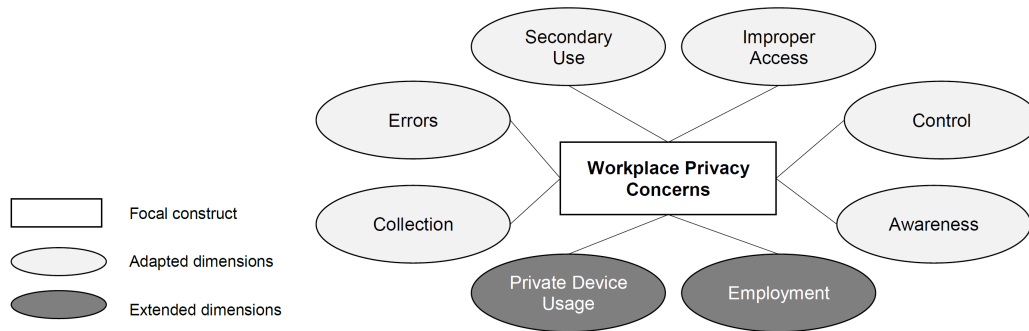 Secondary
Use
Improper
Access
Errors
Control
Workplace Privacy
Concerns
Collection
Awareness
Private Device
Usage
Employment
Focal construct
Adapted dimensions
Extended dimensions